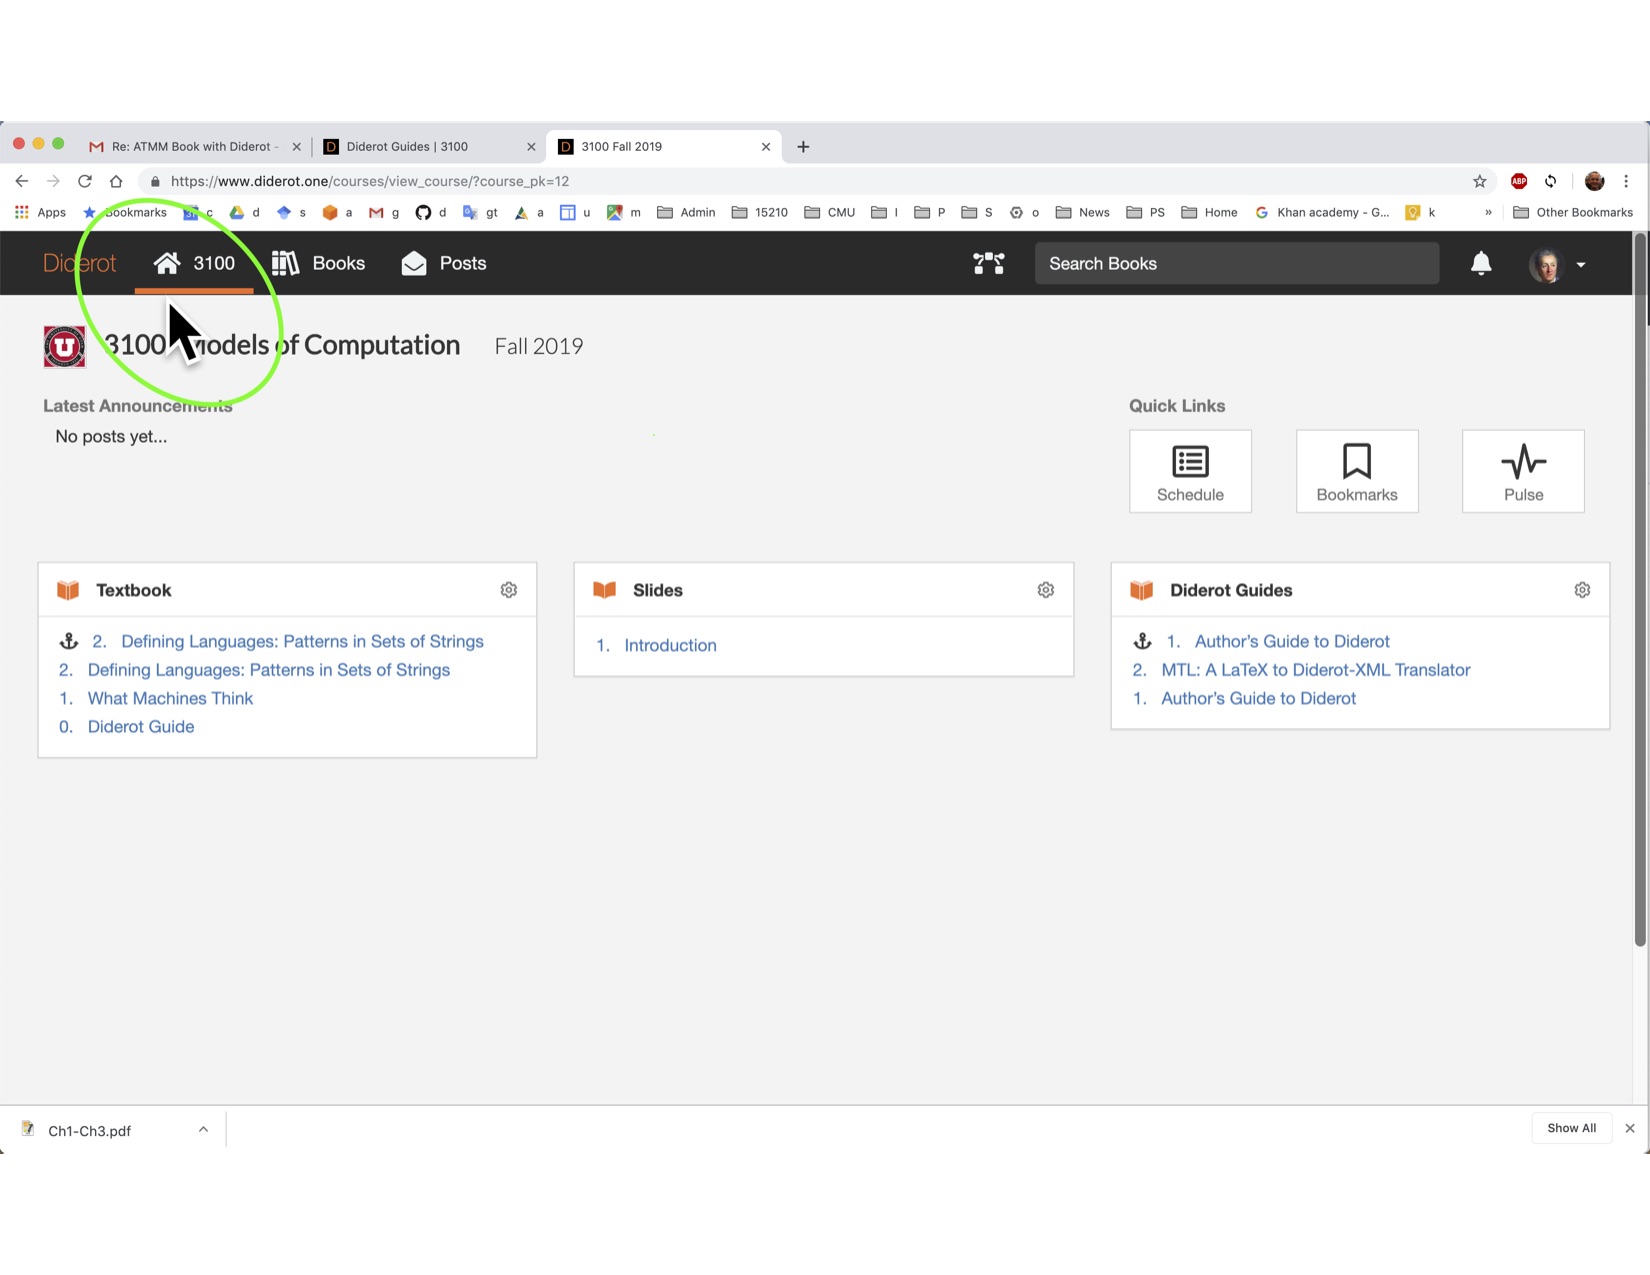 Re: ATMM Book with Diderot -
Diderot Guides | 3100
3100 Fall 2019
https://www.diderot.one/courses/view_course/?course_pk=12
ABP
Apps Bookmarks c d s a g d gt a u m Admin 15210 CMU I P S o News PS Home Khan academy - G... k » Other Bookmarks
Diderot 3100 Books Posts Search Books
3100 Models of Computation Fall 2019
Latest Announcements
No posts yet...
Quick Links
Schedule Bookmarks Pulse
Textbook
2. Defining Languages: Patterns in Sets of Strings
2. Defining Languages: Patterns in Sets of Strings
1. What Machines Think
0. Diderot Guide
Slides
1. Introduction
Diderot Guides
1. Author's Guide to Diderot
2. MTL: A LaTeX to Diderot-XML Translator
1. Author's Guide to Diderot
Ch1-Ch3.pdf
Show All